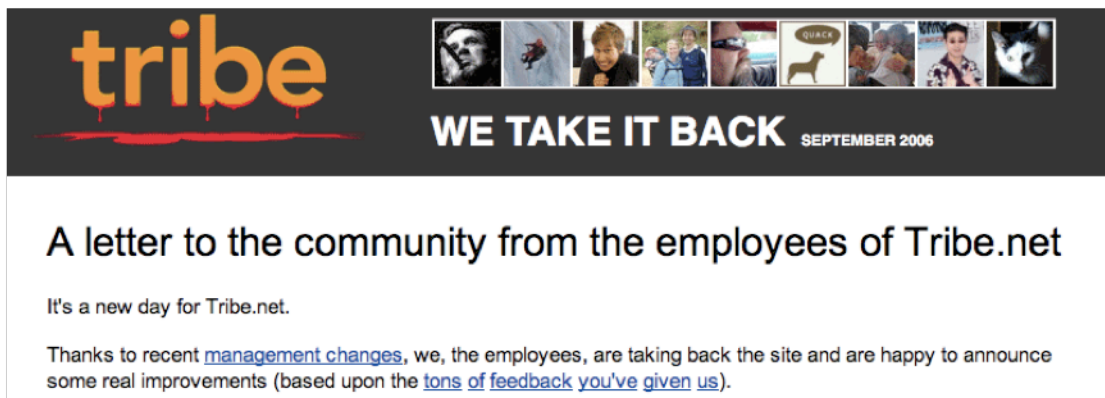 tribe
QUACK
WE TAKE IT BACK SEPTEMBER 2006
A letter to the community from the employees of Tribe.net
It's a new day for Tribe.net.
Thanks to recent management changes, we, the employees, are taking back the site and are happy to announce
some real improvements (based upon the tons of feedback you've given us).